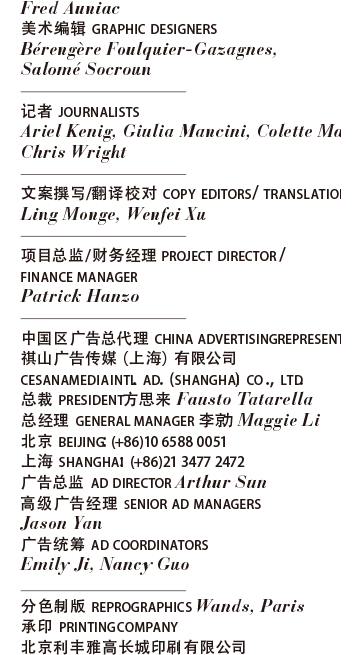 Fred Auniac
美术编辑 GRAPHIC DESIGNERS
Bérengère Foulquier-Gazagnes,
Salomé Socroun
记者 JOURNALISTS
Ariel Kenig, Giulia Mancini, Colette Ma
Chris Wright
文案撰写/翻译校对 COPY EDITORS/ TRANSLATION
Ling Monge, Wenfei Xu
项目总监/财务经理 PROJECT DIRECTOR/
FINANCE MANAGER
Patrick Hanzo
中国区广告总代理 CHINA ADVERTISINGREPRESENT
祺山广告传媒 (上海) 有限公司
CESANAMEDIAINTL. AD. (SHANGHAI) CO., LTD.
总裁 PRESIDENT方思来 Fausto Tatarella
总经理 GENERAL MANAGER 李勍 Maggie Li
北京 BEIJING: (+86)10 6588 0051
上海 SHANGHAI: (+86)21 3477 2472
广告总监 AD DIRECTOR Arthur Sun
高级广告经理 SENIOR AD MANAGERS
Jason Yan
广告统筹 AD COORDINATORS
Emily Ji, Nancy Guo
分色制版 REPROGRAPHICS Wands, Paris
承印 PRINTINGCOMPANY
北京利丰雅高长城印刷有限公司